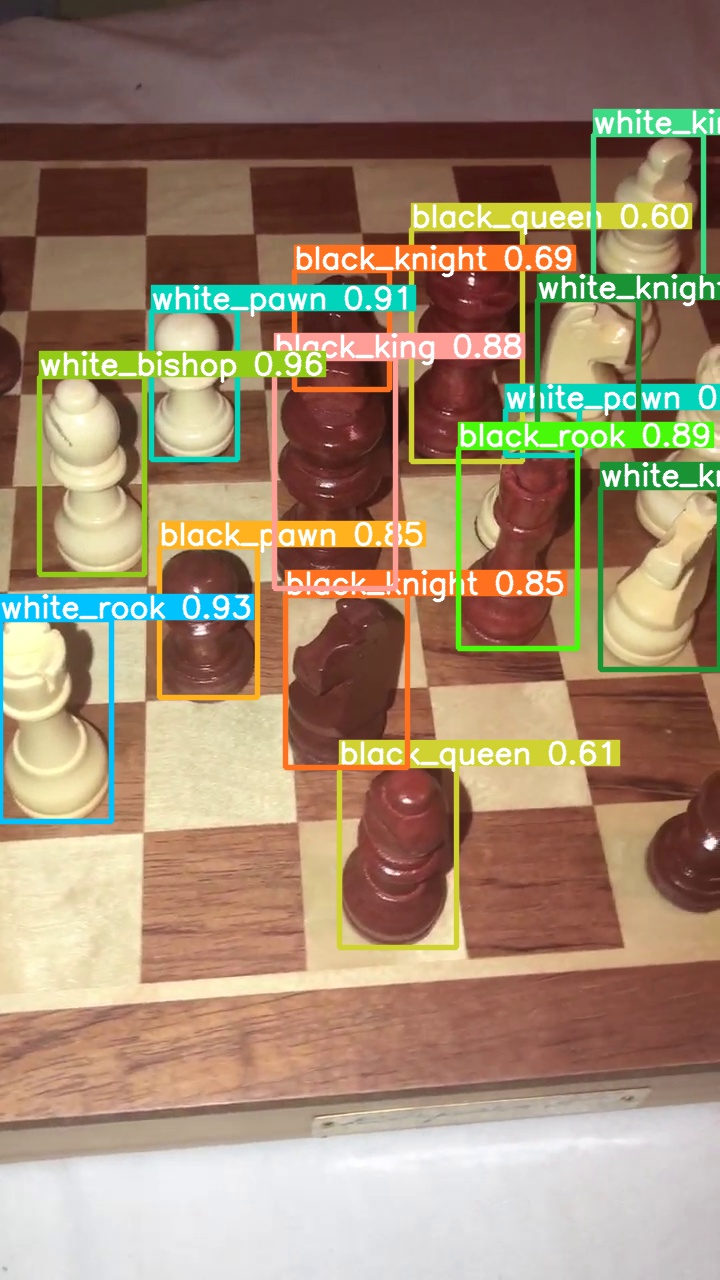 white_kin
black_queen 0.60
black_knight 0.69
white_knight
white_pawn 0.91
black_king 0.88
white_bishop 0.96
white_pawn 0
black_rook 0.89
white_kn
black_pawn 0.85
black_knight 0.85
white_rook 0.93
black_queen 0.61